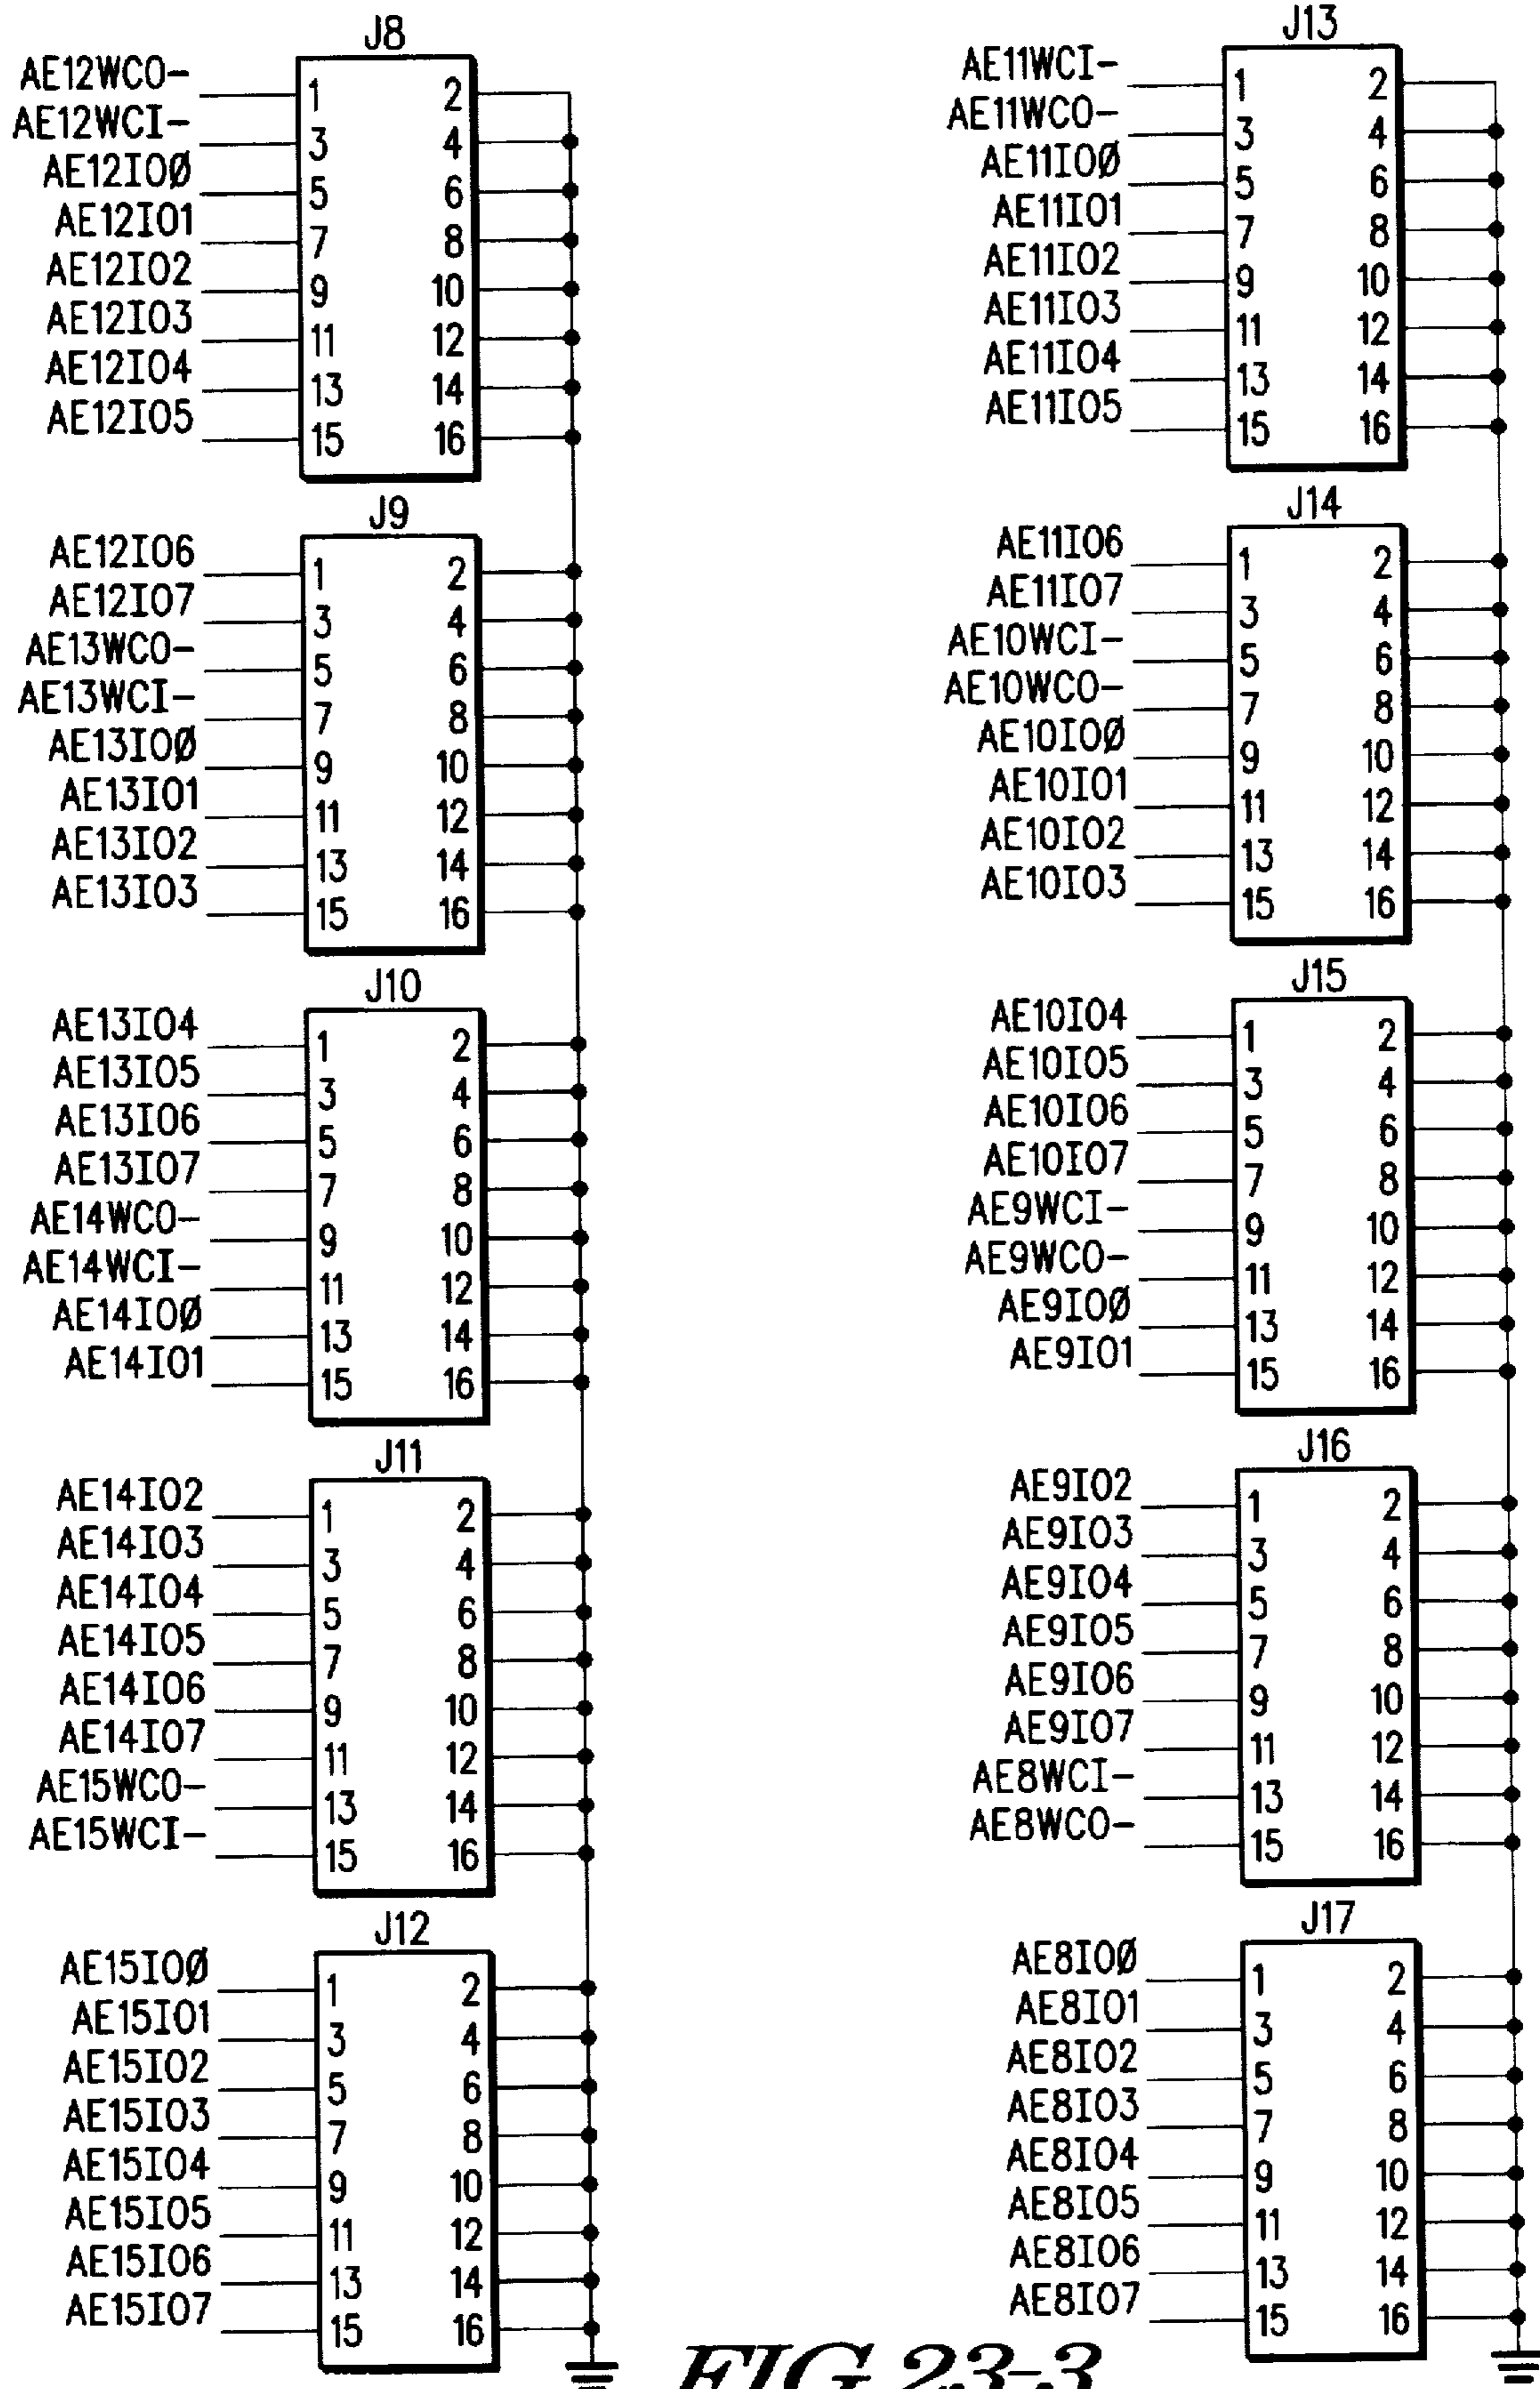 J8
AE12WCO- 1 2
AE12WCI- 3 4
AE12IOØ 5 6
AE12IO1 7 8
AE12IO2 9 10
AE12IO3 11 12
AE12IO4 13 14
AE12IO5 15 16
J9
AE12IO6 1 2
AE12IO7 3 4
AE13WCO- 5 6
AE13WCI- 7 8
AE13IOØ 9 10
AE13IO1 11 12
AE13IO2 13 14
AE13IO3 15 16
J10
AE13IO4 1 2
AE13IO5 3 4
AE13IO6 5 6
AE13IO7 7 8
AE14WCO- 9 10
AE14WCI- 11 12
AE14IOØ 13 14
AE14IO1 15 16
J11
AE14IO2 1 2
AE14IO3 3 4
AE14IO4 5 6
AE14IO5 7 8
AE14IO6 9 10
AE14IO7 11 12
AE15WCO- 13 14
AE15WCI- 15 16
J12
AE15IOØ 1 2
AE15IO1 3 4
AE15IO2 5 6
AE15IO3 7 8
AE15IO4 9 10
AE15IO5 11 12
AE15IO6 13 14
AE15IO7 15 16
J13
AE11WCI- 1 2
AE11WCO- 3 4
AE11IOØ 5 6
AE11IO1 7 8
AE11IO2 9 10
AE11IO3 11 12
AE11IO4 13 14
AE11IO5 15 16
J14
AE11IO6 1 2
AE11IO7 3 4
AE10WCI- 5 6
AE10WCO- 7 8
AE10IOØ 9 10
AE10IO1 11 12
AE10IO2 13 14
AE10IO3 15 16
J15
AE10IO4 1 2
AE10IO5 3 4
AE10IO6 5 6
AE10IO7 7 8
AE9WCI- 9 10
AE9WCO- 11 12
AE9IOØ 13 14
AE9IO1 15 16
J16
AE9IO2 1 2
AE9IO3 3 4
AE9IO4 5 6
AE9IO5 7 8
AE9IO6 9 10
AE9IO7 11 12
AE8WCI- 13 14
AE8WCO- 15 16
J17
AE8IOØ 1 2
AE8IO1 3 4
AE8IO2 5 6
AE8IO3 7 8
AE8IO4 9 10
AE8IO5 11 12
AE8IO6 13 14
AE8IO7 15 16
FIG.23-3